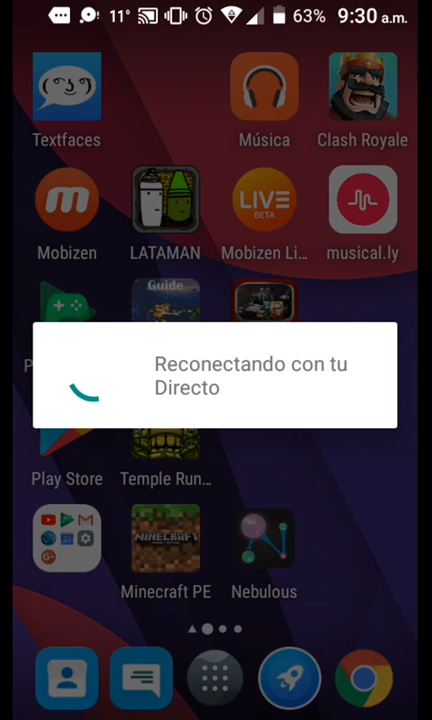 11° 63% 9:30 a.m.
Textfaces Música Clash Royale
LIVE
BETA
Mobizen LATAMAN Mobizen Li... musical.ly
Guide
P
Reconectando con tu
Directo
Play Store Temple Run...
MINECRAFT
Minecraft PE Nebulous